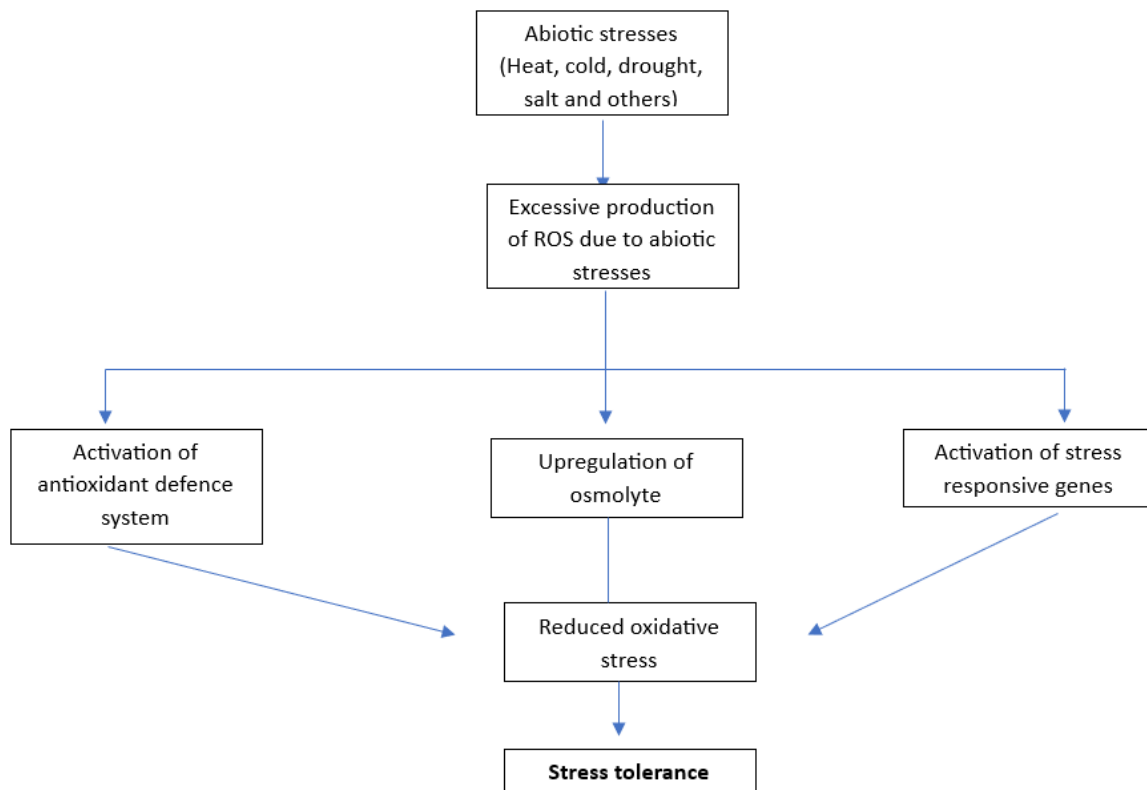 Abiotic stresses
(Heat, cold, drought,
salt and others)
Excessive production
of ROS due to abiotic
stresses
Activation of
antioxidant defence
system
Upregulation of
osmolyte
Activation of stress
responsive genes
Reduced oxidative
stress
Stress tolerance